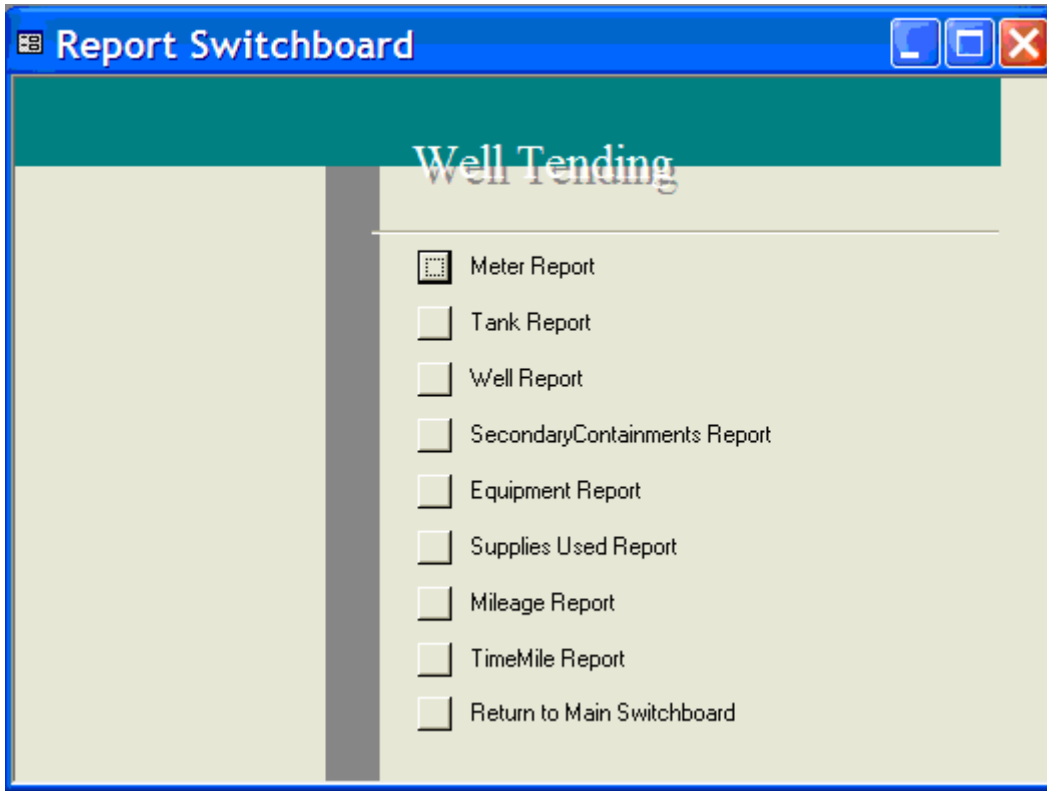 Report Switchboard
Well Tending
Meter Report
Tank Report
Well Report
SecondaryContainments Report
Equipment Report
Supplies Used Report
Mileage Report
TimeMile Report
Return to Main Switchboard